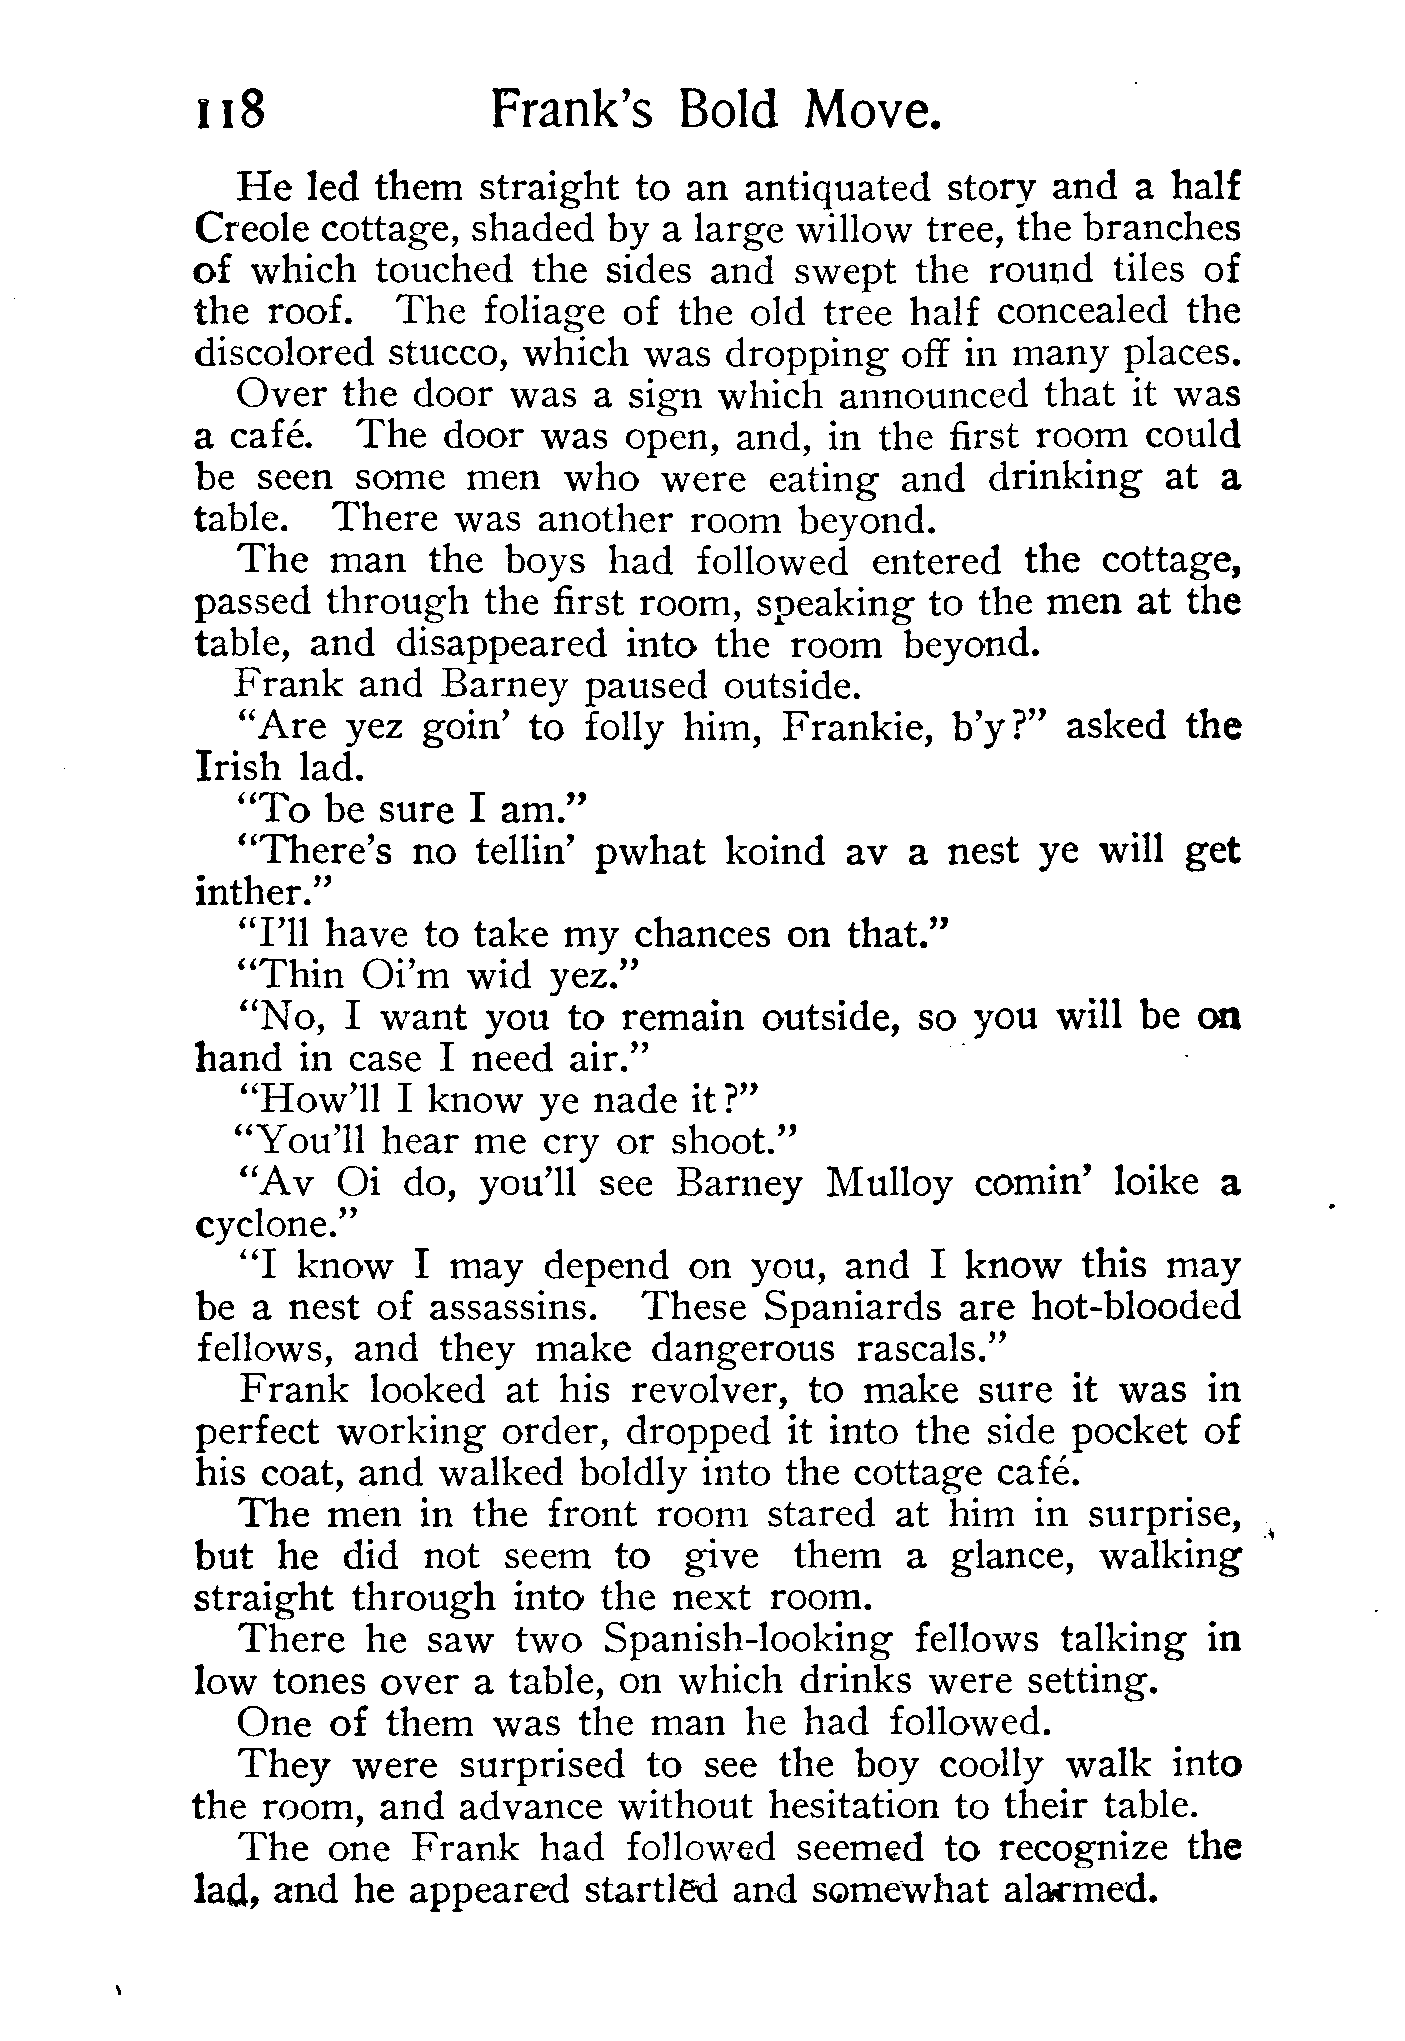 118 Frank's Bold Move.
He led them straight to an antiquated story and a half
Creole cottage, shaded by a large willow tree, the branches
of which touched the sides and swept the round tiles of
the roof. The foliage of the old tree half concealed the
discolored stucco, which was dropping off in many places.
Over the door was a sign which announced that it was
a café. The door was open, and, in the first room could
be seen some men who were eating and drinking at a
table. There was another room beyond.
The man the boys had followed entered the cottage,
passed through the first room, speaking to the men at the
table, and disappeared into the room beyond.
Frank and Barney paused outside.
"Are yez goin' to folly him, Frankie, b'y?" asked the
Irish lad.
"To be sure I am."
"There's no tellin' pwhat koind av a nest ye will get
inther."
"I'll have to take my chances on that."
"Thin Oi'm wid yez."
"No, I want you to remain outside, so you will be on
hand in case I need air."
"How'll I know ye nade it?"
"You'll hear me cry or shoot."
"Av Oi do, you'll see Barney Mulloy comin' loike a
cyclone."
"I know I may depend on you, and I know this may
be a nest of assassins. These Spaniards are hot-blooded
fellows, and they make dangerous rascals."
Frank looked at his revolver, to make sure it was in
perfect working order, dropped it into the side pocket of
his coat, and walked boldly into the cottage café.
The men in the front room stared at him in surprise,
but he did not seem to give them a glance, walking
straight through into the next room.
There he saw two Spanish-looking fellows talking in
low tones over a table, on which drinks were setting.
One of them was the man he had followed.
They were surprised to see the boy coolly walk into
the room, and advance without hesitation to their table.
The one Frank had followed seemed to recognize the
lad, and he appeared startled and somewhat alarmed.